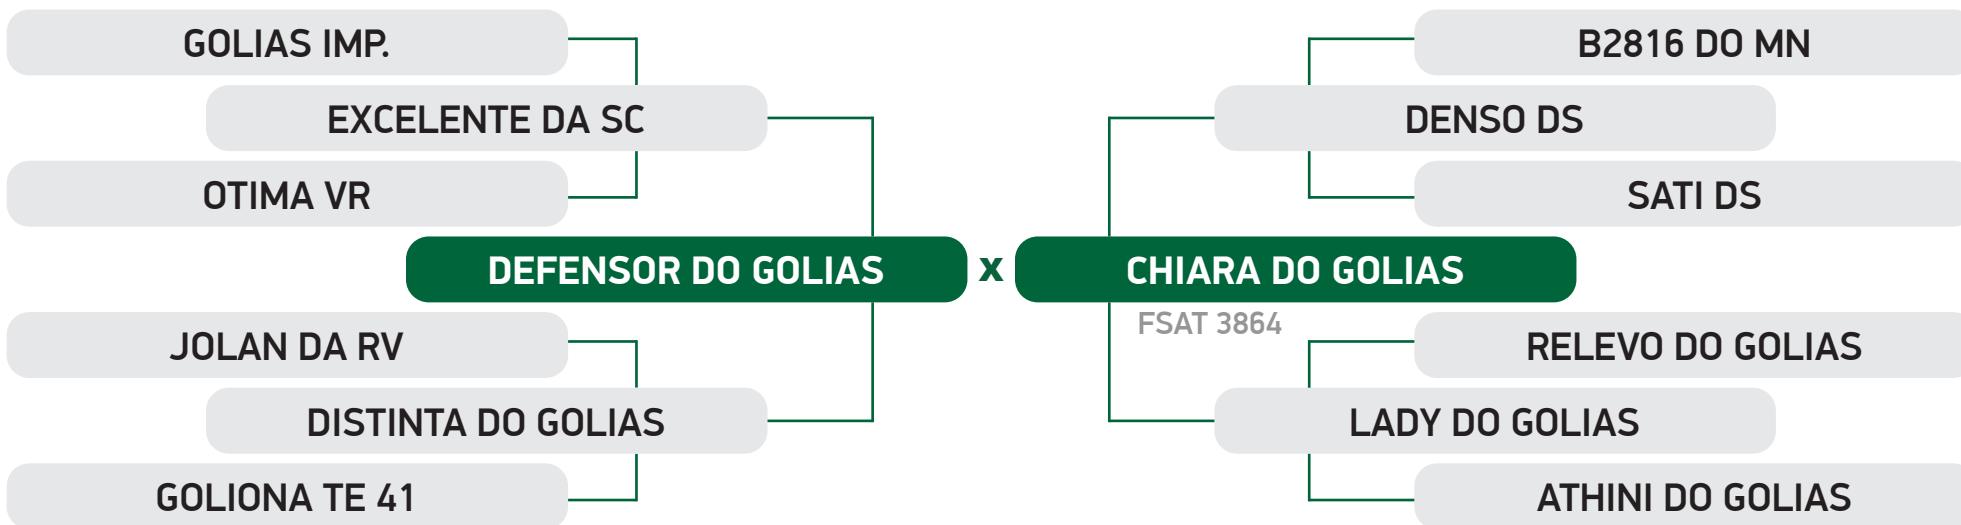 GOLIAS IMP.
B2816 DO MN
EXCELENTE DA SC
DENSO DS
OTIMA VR
SATI DS
DEFENSOR DO GOLIAS x CHIARA DO GOLIAS
FSAT 3864
JOLAN DA RV
RELEVO DO GOLIAS
DISTINTA DO GOLIAS
LADY DO GOLIAS
GOLIONA TE 41
ATHINI DO GOLIAS